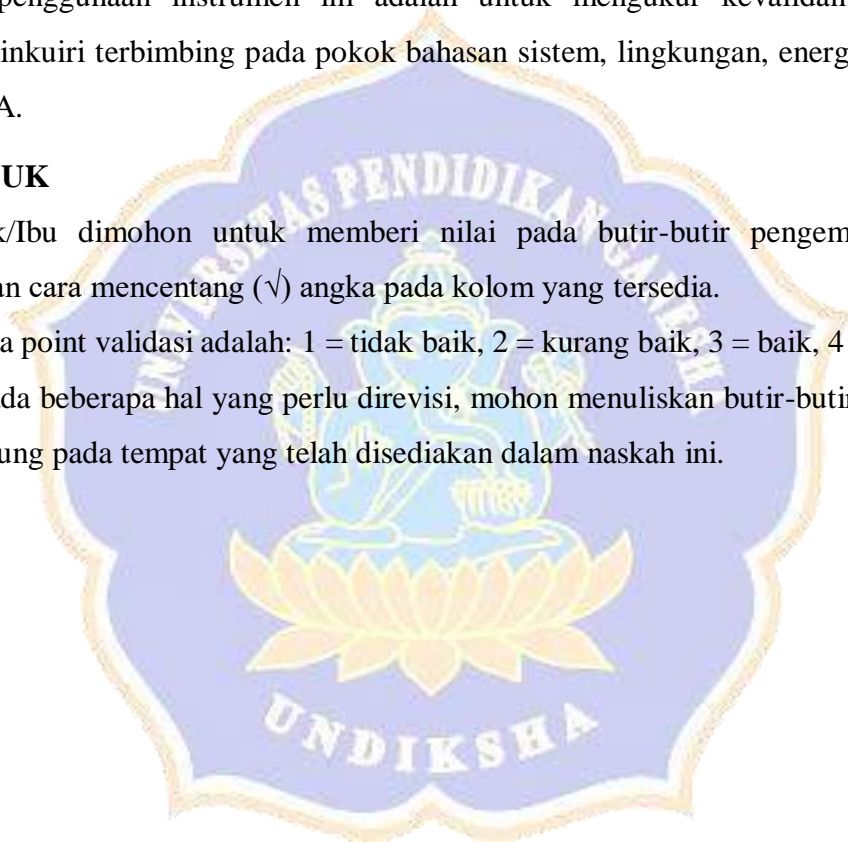 penggunaan instrumen ini adalah untuk mengukur kevalidan
inkuiri terbimbing pada pokok bahasan sistem, lingkungan, energ
A.
UK
k/Ibu dimohon untuk memberi nilai pada butir-butir pengem
an cara mencentang (√) angka pada kolom yang tersedia.
a point validasi adalah: 1 = tidak baik, 2 = kurang baik, 3 = baik, 4
da beberapa hal yang perlu direvisi, mohon menuliskan butir-butir
ung pada tempat yang telah disediakan dalam naskah ini.
UNIVERSITAS PENDIDIKAN GANESHA
UNDIKSHA